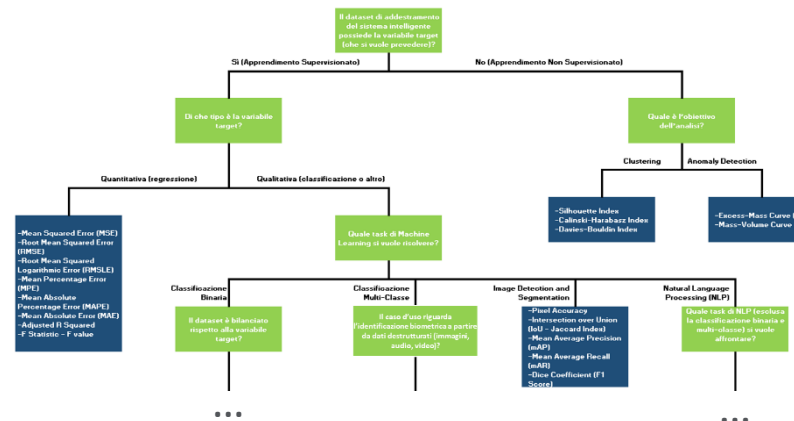 Il dataset di addestramento
del sistema intelligente
possiede la variabile target
(che si vuole prevedere)?
Sì (Apprendimento Supervisionato)
No (Apprendimento Non Supervisionato)
Di che tipo è la variabile
target?
Quale è l'obiettivo
dell'analisi?
Clustering
Anomaly Detection
Quantitativa (regressione)
Qualitativa (classificazione o altro)
-Silhouette Index
-Calinski-Harabasz Index
-Davies-Bouldin Index
-Excess-Mass Curve (
-Mass-Volume Curve
-Mean Squared Error (MSE)
-Root Mean Squared Error
(RMSE)
-Root Mean Squared
Logarithmic Error (RMSLE)
-Mean Percentage Error
(MPE)
-Mean Absolute
Percentage Error (MAPE)
-Mean Absolute Error (MAE)
-Adjusted R Squared
-F Statistic - F value
Quale task di Machine
Learning si vuole risolvere?
Classificazione
Binaria
Classificazione
Multi-Classe
Image Detection and
Segmentation
Natural Language
Processing (NLP)
Il dataset è bilanciato
rispetto alla variabile
target?
Il caso d'uso riguarda
l'identificazione biometrica a partire
da dati destrutturati (immagini,
audio, video)?
-Pixel Accuracy
-Intersection over Union
(IoU - Jaccard Index)
-Mean Average Precision
(mAP)
-Mean Average Recall
(mAR)
-Dice Coefficient (F1
Score)
Quale task di NLP (esclusa
la classificazione binaria e
multi-classe) si vuole
affrontare?
...
...